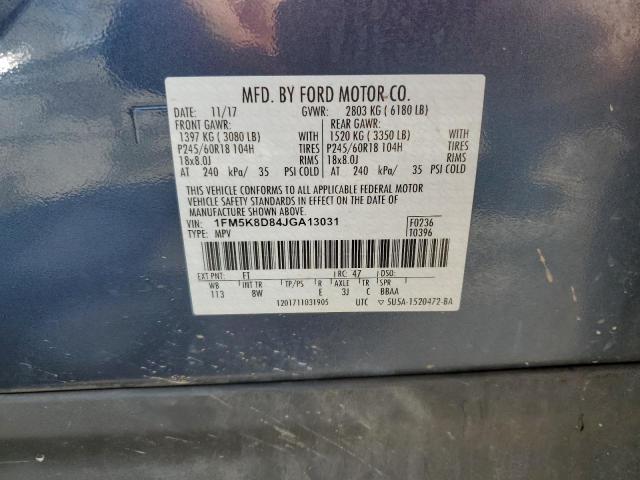 MFD. BY FORD MOTOR CO.
DATE: 11/17 GVWR: 2803 KG ( 6180 LB)
FRONT GAWR: REAR GAWR:
1397 KG ( 3080 LB) WITH 1520 KG ( 3350 LB) WITH
P245/60R18 104H TIRES P245/60R18 104H TIRES
18x8.0J RIMS 18x8.0J RIMS
AT 240 kPa/ 35 PSI COLD AT 240 kPa/ 35 PSI COLD
THIS VEHICLE CONFORMS TO ALL APPLICABLE FEDERAL MOTOR
VEHICLE SAFETY STANDARDS IN EFFECT ON THE DATE OF
MANUFACTURE SHOWN ABOVE.
VIN: 1FM5K8D84JGA13031 F0236
TYPE: MPV T0396
EXT PNT: FT RC: 47 DSO:
WB INT TR TP/PS R AXLE TR SPR
113 8W E 3J C BBAA
1201711031905 UTC 5U5A-1520472-BA